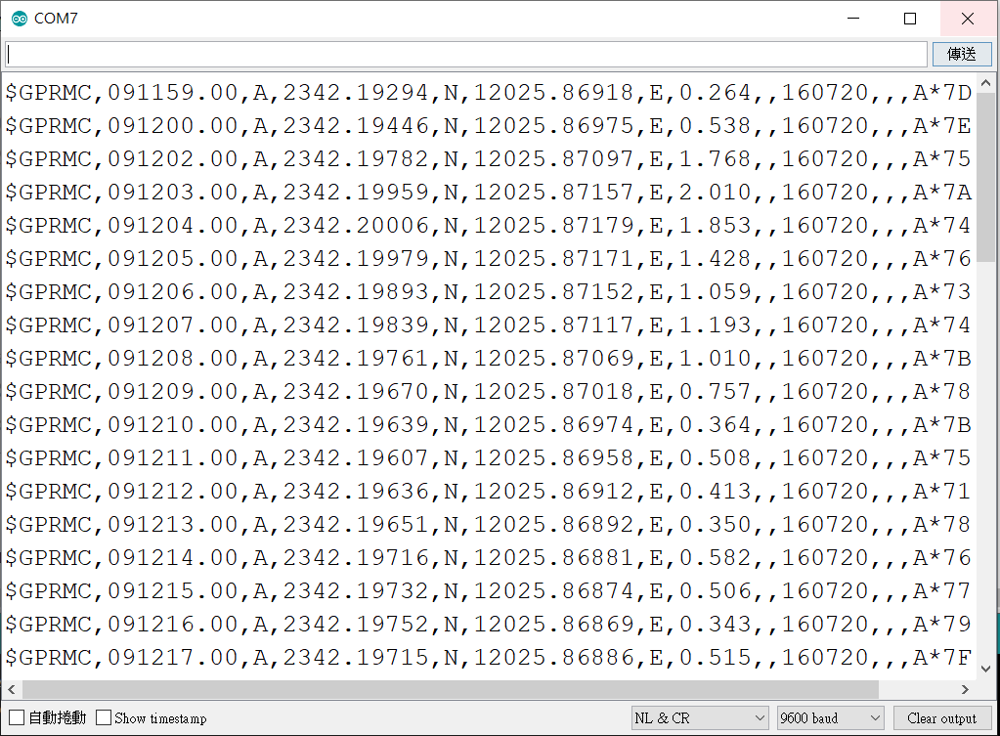 COM7
傳送
$GPRMC,091159.00,A,2342.19294,N,12025.86918,E,0.264,,160720,,,A*7D
$GPRMC,091200.00,A,2342.19446,N,12025.86975,E,0.538,,160720,,,A*7E
$GPRMC,091202.00,A,2342.19782,N,12025.87097,E,1.768,,160720,,,A*75
$GPRMC,091203.00,A,2342.19959,N,12025.87157,E,2.010,,160720,,,A*7A
$GPRMC,091204.00,A,2342.20006,N,12025.87179,E,1.853,,160720,,,A*74
$GPRMC,091205.00,A,2342.19979,N,12025.87171,E,1.428,,160720,,,A*76
$GPRMC,091206.00,A,2342.19893,N,12025.87152,E,1.059,,160720,,,A*73
$GPRMC,091207.00,A,2342.19839,N,12025.87117,E,1.193,,160720,,,A*74
$GPRMC,091208.00,A,2342.19761,N,12025.87069,E,1.010,,160720,,,A*7B
$GPRMC,091209.00,A,2342.19670,N,12025.87018,E,0.757,,160720,,,A*78
$GPRMC,091210.00,A,2342.19639,N,12025.86974,E,0.364,,160720,,,A*7B
$GPRMC,091211.00,A,2342.19607,N,12025.86958,E,0.508,,160720,,,A*75
$GPRMC,091212.00,A,2342.19636,N,12025.86912,E,0.413,,160720,,,A*71
$GPRMC,091213.00,A,2342.19651,N,12025.86892,E,0.350,,160720,,,A*78
$GPRMC,091214.00,A,2342.19716,N,12025.86881,E,0.582,,160720,,,A*76
$GPRMC,091215.00,A,2342.19732,N,12025.86874,E,0.506,,160720,,,A*77
$GPRMC,091216.00,A,2342.19752,N,12025.86869,E,0.343,,160720,,,A*79
$GPRMC,091217.00,A,2342.19715,N,12025.86886,E,0.515,,160720,,,A*7F
自動捲動 Show timestamp NL & CR 9600 baud Clear output